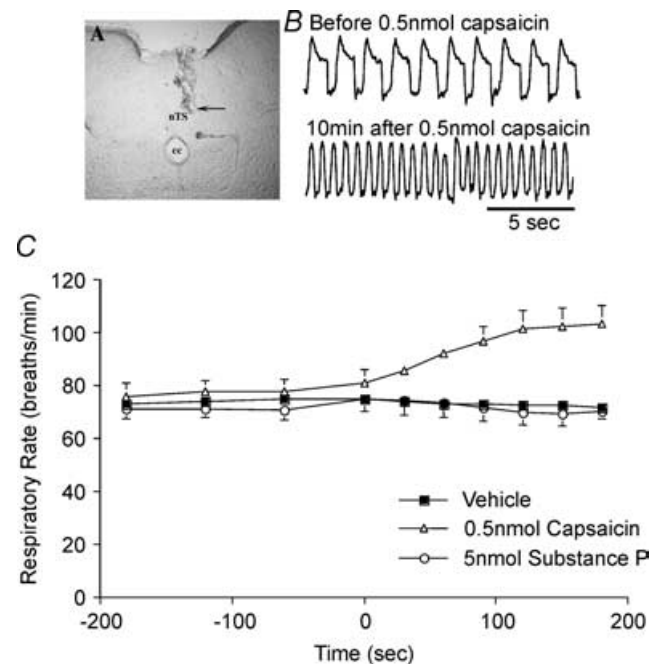 A
nTS
cc
B Before 0.5nmol capsaicin
10min after 0.5nmol capsaicin
5 sec
C
120
100
80
60
40
20
0
Respiratory Rate (breaths/min)
Vehicle
0.5nmol Capsaicin
5nmol Substance P
-200
-100
0
100
200
Time (sec)